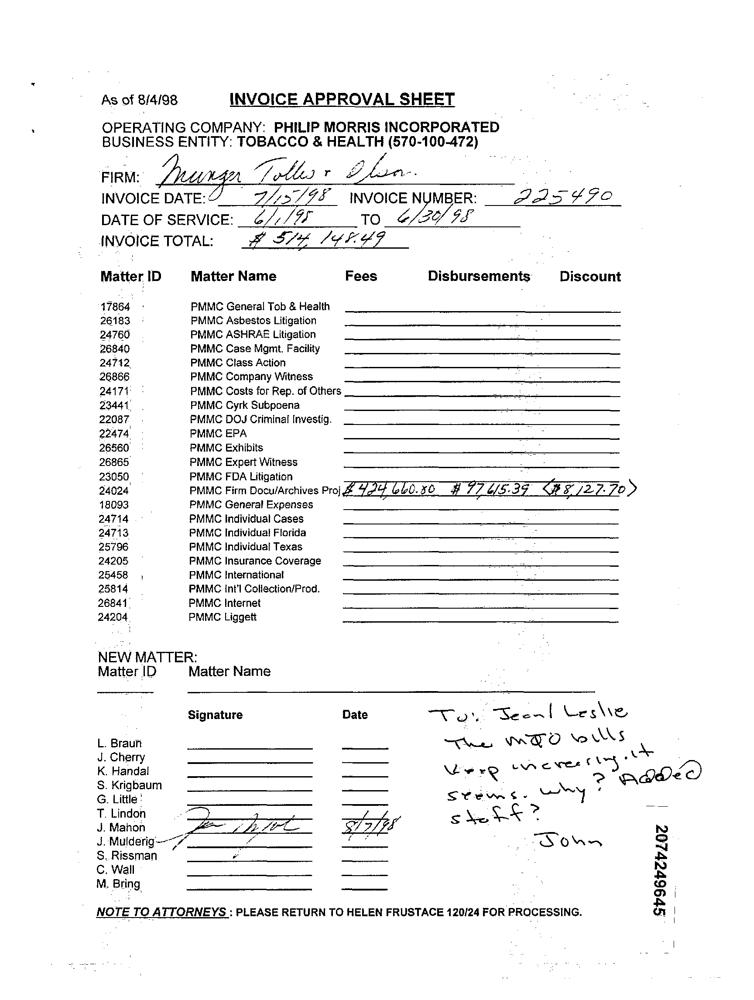 As of 8/4/98 INVOICE APPROVAL SHEET
OPERATING COMPANY: PHILIP MORRIS INCORPORATED
BUSINESS ENTITY: TOBACCO & HEALTH (570-100-472)
FIRM: Munger Tolles + Olson.
INVOICE DATE: 7/15/98 INVOICE NUMBER: 225490
DATE OF SERVICE: 6/1/98 TO 6/30/98
INVOICE TOTAL: $ 514,148.49
Matter ID Matter Name Fees Disbursements Discount
17864 PMMC General Tob & Health
26183 PMMC Asbestos Litigation
24760 PMMC ASHRAE Litigation
26840 PMMC Case Mgmt. Facility
24712 PMMC Class Action
26866 PMMC Company Witness
24171 PMMC Costs for Rep. of Others
23441 PMMC Cyrk Subpoena
22087 PMMC DOJ Criminal Investig.
22474 PMMC EPA
26560 PMMC Exhibits
26865 PMMC Expert Witness
23050 PMMC FDA Litigation
24024 PMMC Firm Docu/Archives Proj $ 424,660.80 $ 97,615.39 <$8,127.70>
18093 PMMC General Expenses
24714 PMMC Individual Cases
24713 PMMC Individual Florida
25796 PMMC Individual Texas
24205 PMMC Insurance Coverage
25458 PMMC International
25814 PMMC Int'l Collection/Prod.
26841 PMMC Internet
24204 PMMC Liggett
NEW MATTER:
Matter ID Matter Name
Signature Date
L. Braun
J. Cherry
K. Handal
S. Krigbaum
G. Little
T. Lindon
J. Mahon 8/7/98
J. Mulderig
S. Rissman
C. Wall
M. Bring
To: Jean/Leslie
The MTO bills
keep increasing, it
seems. Why? Added
staff?
John
NOTE TO ATTORNEYS : PLEASE RETURN TO HELEN FRUSTACE 120/24 FOR PROCESSING.
2074249645